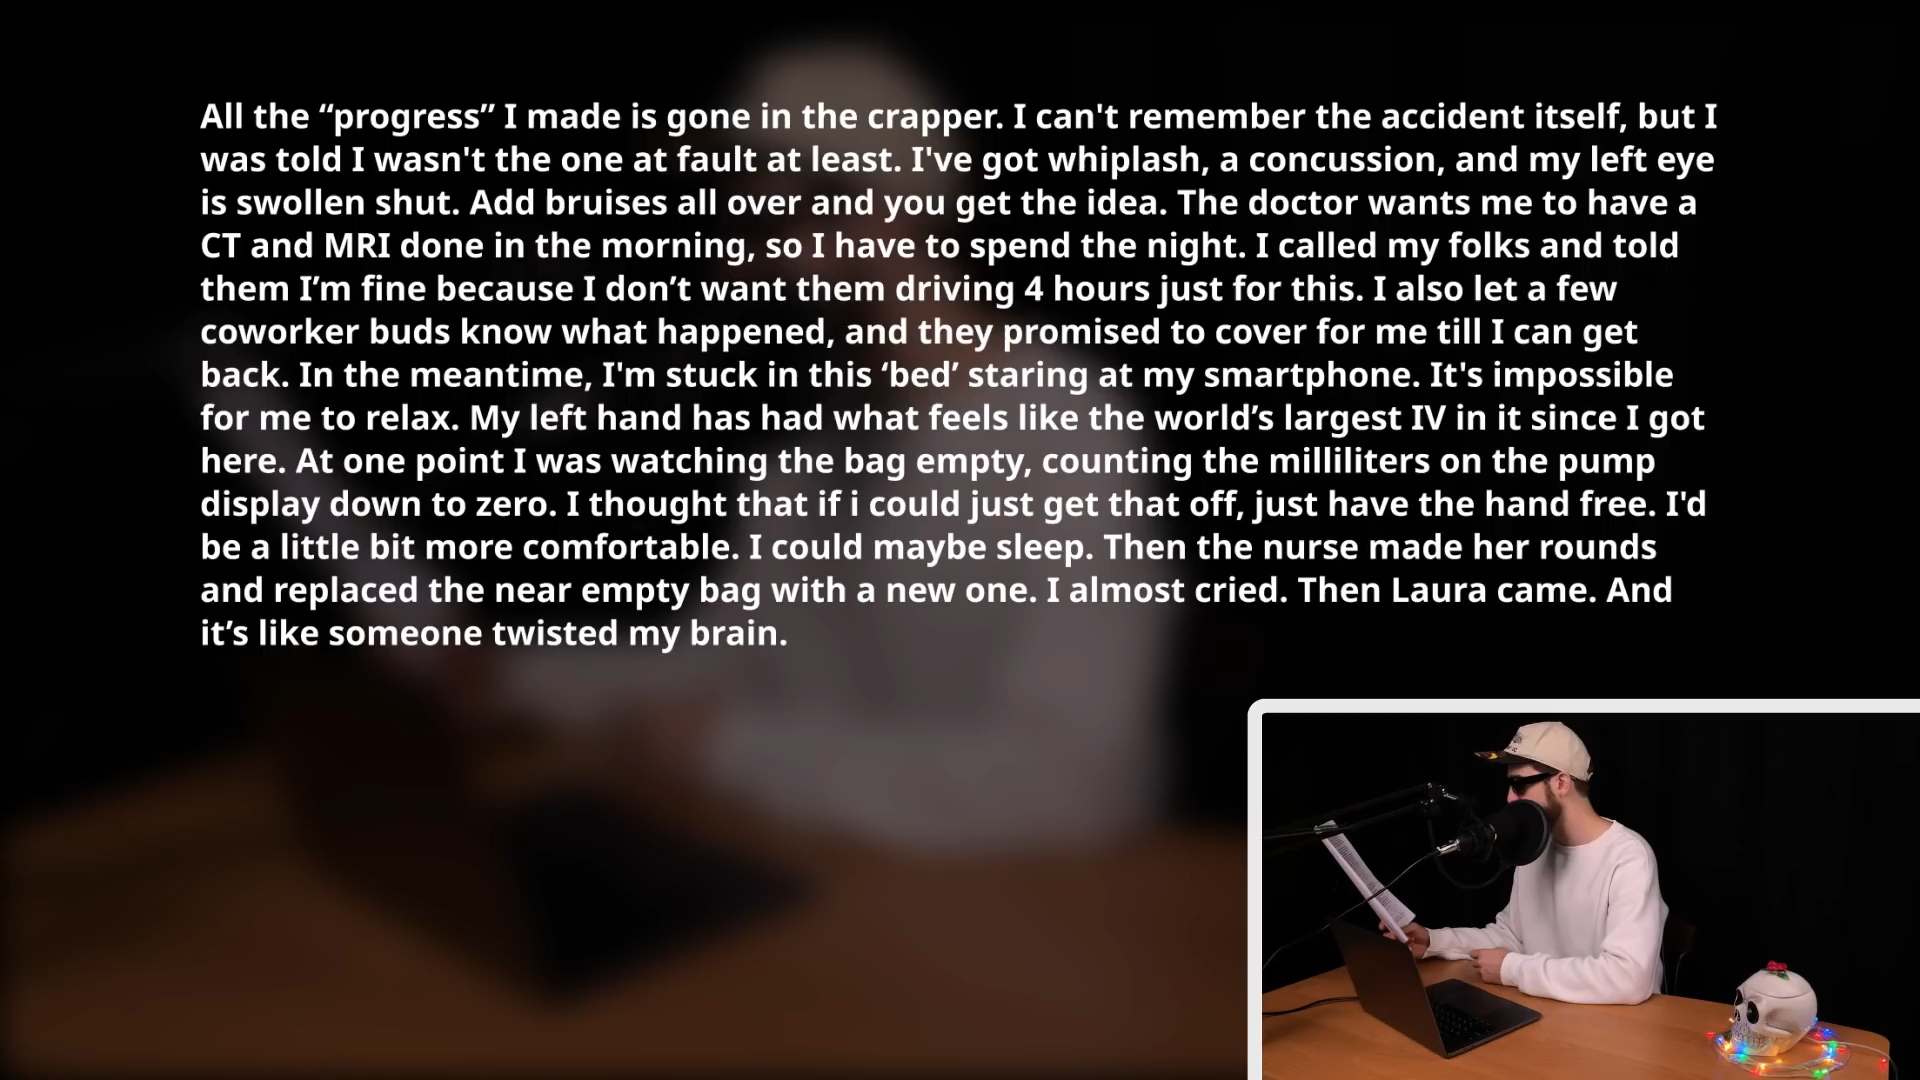 All the “progress” I made is gone in the crapper. I can't remember the accident itself, but I
was told I wasn't the one at fault at least. I've got whiplash, a concussion, and my left eye
is swollen shut. Add bruises all over and you get the idea. The doctor wants me to have a
CT and MRI done in the morning, so I have to spend the night. I called my folks and told
them I’m fine because I don’t want them driving 4 hours just for this. I also let a few
coworker buds know what happened, and they promised to cover for me till I can get
back. In the meantime, I'm stuck in this ‘bed’ staring at my smartphone. It's impossible
for me to relax. My left hand has had what feels like the world’s largest IV in it since I got
here. At one point I was watching the bag empty, counting the milliliters on the pump
display down to zero. I thought that if i could just get that off, just have the hand free. I'd
be a little bit more comfortable. I could maybe sleep. Then the nurse made her rounds
and replaced the near empty bag with a new one. I almost cried. Then Laura came. And
it’s like someone twisted my brain.